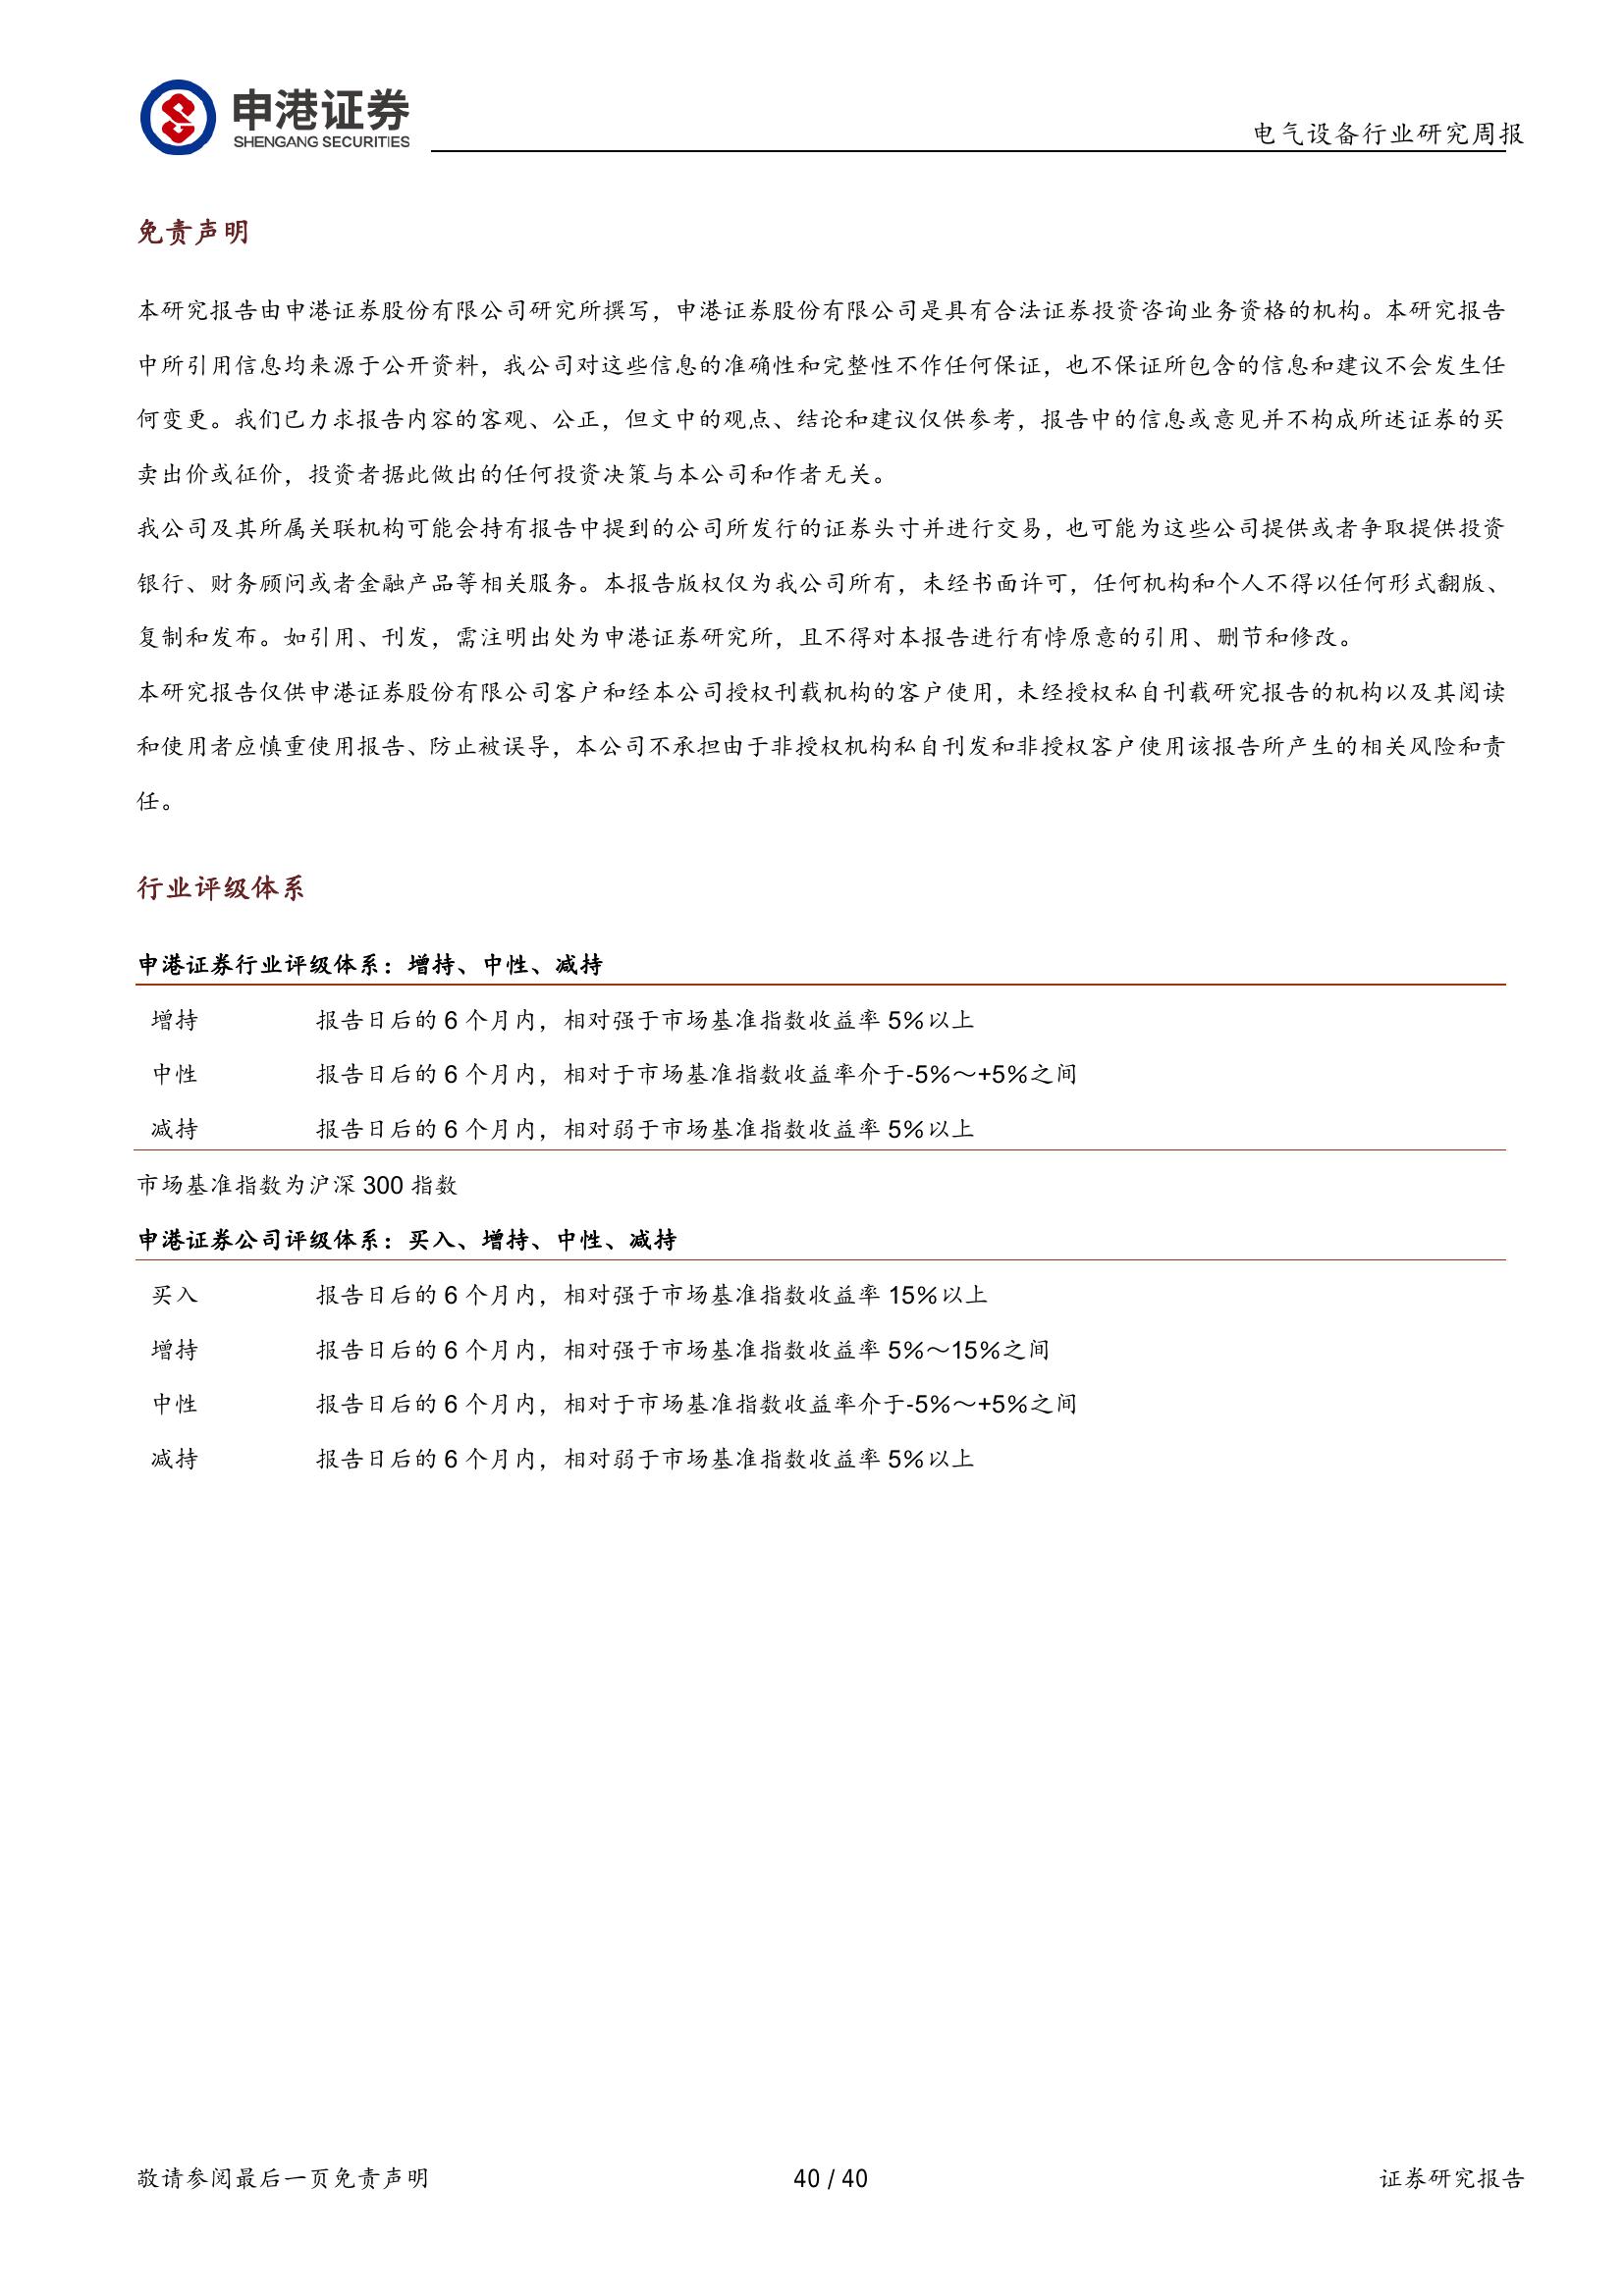 申港证券
SHENGANG SECURITIES
电气设备行业研究周报
免责声明
本研究报告由申港证券股份有限公司研究所撰写，申港证券股份有限公司是具有合法证券投资咨询业务资格的机构。本研究报告
中所引用信息均来源于公开资料，我公司对这些信息的准确性和完整性不作任何保证，也不保证所包含的信息和建议不会发生任
何变更。我们已力求报告内容的客观、公正，但文中的观点、结论和建议仅供参考，报告中的信息或意见并不构成所述证券的买
卖出价或征价，投资者据此做出的任何投资决策与本公司和作者无关。
我公司及其所属关联机构可能会持有报告中提到的公司所发行的证券头寸并进行交易，也可能为这些公司提供或者争取提供投资
银行、财务顾问或者金融产品等相关服务。本报告版权仅为我公司所有，未经书面许可，任何机构和个人不得以任何形式翻版、
复制和发布。如引用、刊发，需注明出处为申港证券研究所，且不得对本报告进行有悖原意的引用、删节和修改。
本研究报告仅供申港证券股份有限公司客户和经本公司授权刊载机构的客户使用，未经授权私自刊载研究报告的机构以及其阅读
和使用者应慎重使用报告、防止被误导，本公司不承担由于非授权机构私自刊发和非授权客户使用该报告所产生的相关风险和责
任。
行业评级体系
申港证券行业评级体系：增持、中性、减持
增持 报告日后的 6 个月内，相对强于市场基准指数收益率 5%以上
中性 报告日后的 6 个月内，相对于市场基准指数收益率介于-5%～+5%之间
减持 报告日后的 6 个月内，相对弱于市场基准指数收益率 5%以上
市场基准指数为沪深 300 指数
申港证券公司评级体系：买入、增持、中性、减持
买入 报告日后的 6 个月内，相对强于市场基准指数收益率 15%以上
增持 报告日后的 6 个月内，相对强于市场基准指数收益率 5%～15%之间
中性 报告日后的 6 个月内，相对于市场基准指数收益率介于-5%～+5%之间
减持 报告日后的 6 个月内，相对弱于市场基准指数收益率 5%以上
敬请参阅最后一页免责声明 40 / 40 证券研究报告